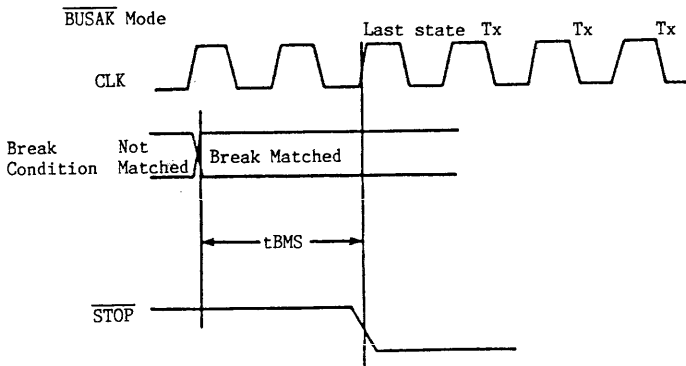 BUSAK Mode
Last state Tx Tx Tx
CLK
Break Condition
Not Matched
Break Matched
tBMS
STOP